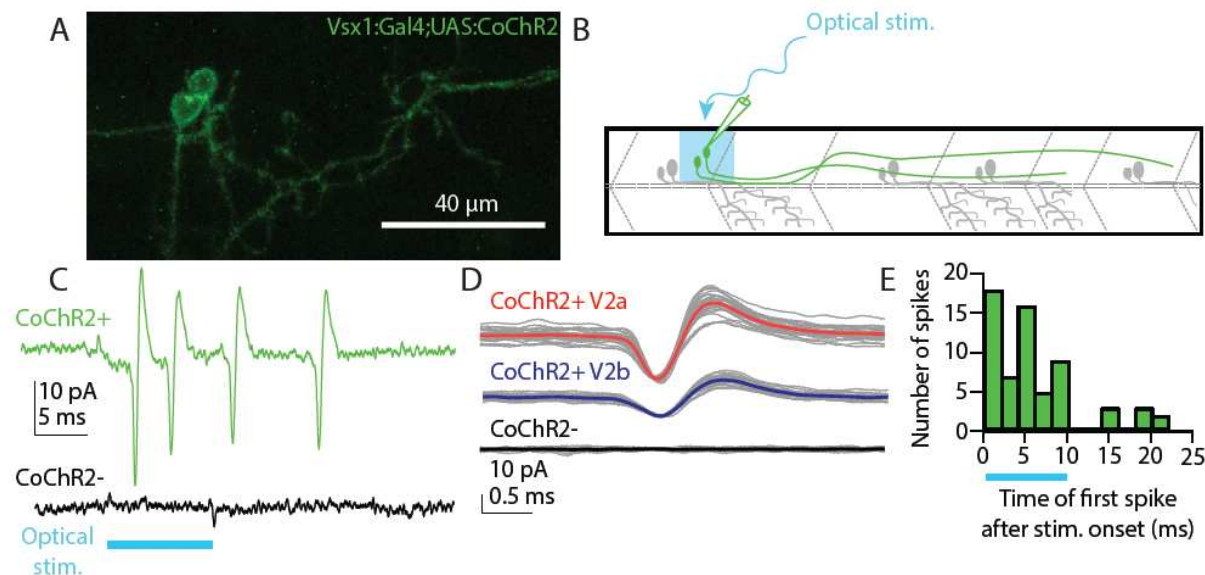 A
Vsx1:Gal4;UAS:CoChR2
40 µm
B
Optical stim.
C
CoChR2+
10 pA
5 ms
CoChR2-
Optical
stim.
D
CoChR2+ V2a
CoChR2+ V2b
CoChR2-
10 pA
0.5 ms
E
Number of spikes
20
15
10
5
0
0 5 10 15 20 25
Time of first spike
after stim. onset (ms)